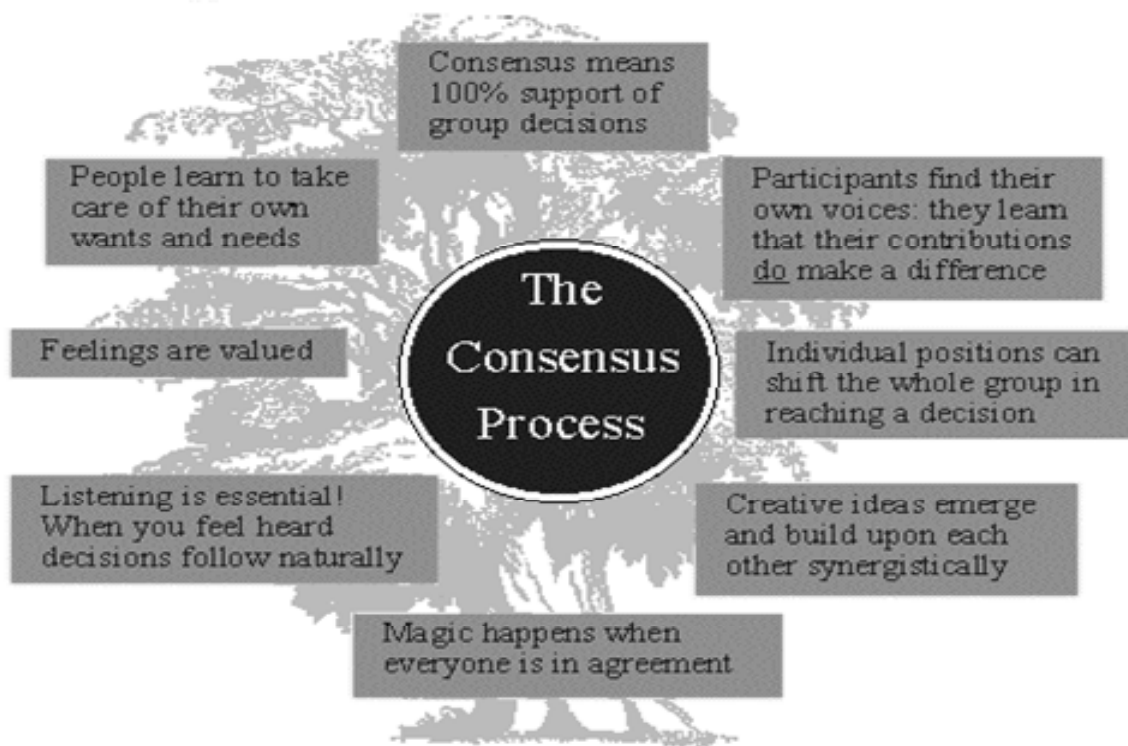 Consensus means
100% support of
group decisions
People learn to take
care of their own
wants and needs
Participants find their
own voices: they learn
that their contributions
do make a difference
The
Consensus
Process
Feelings are valued
Individual positions can
shift the whole group in
reaching a decision
Listening is essential!
When you feel heard
decisions follow naturally
Creative ideas emerge
and build upon each
other synergistically
Magic happens when
everyone is in agreement